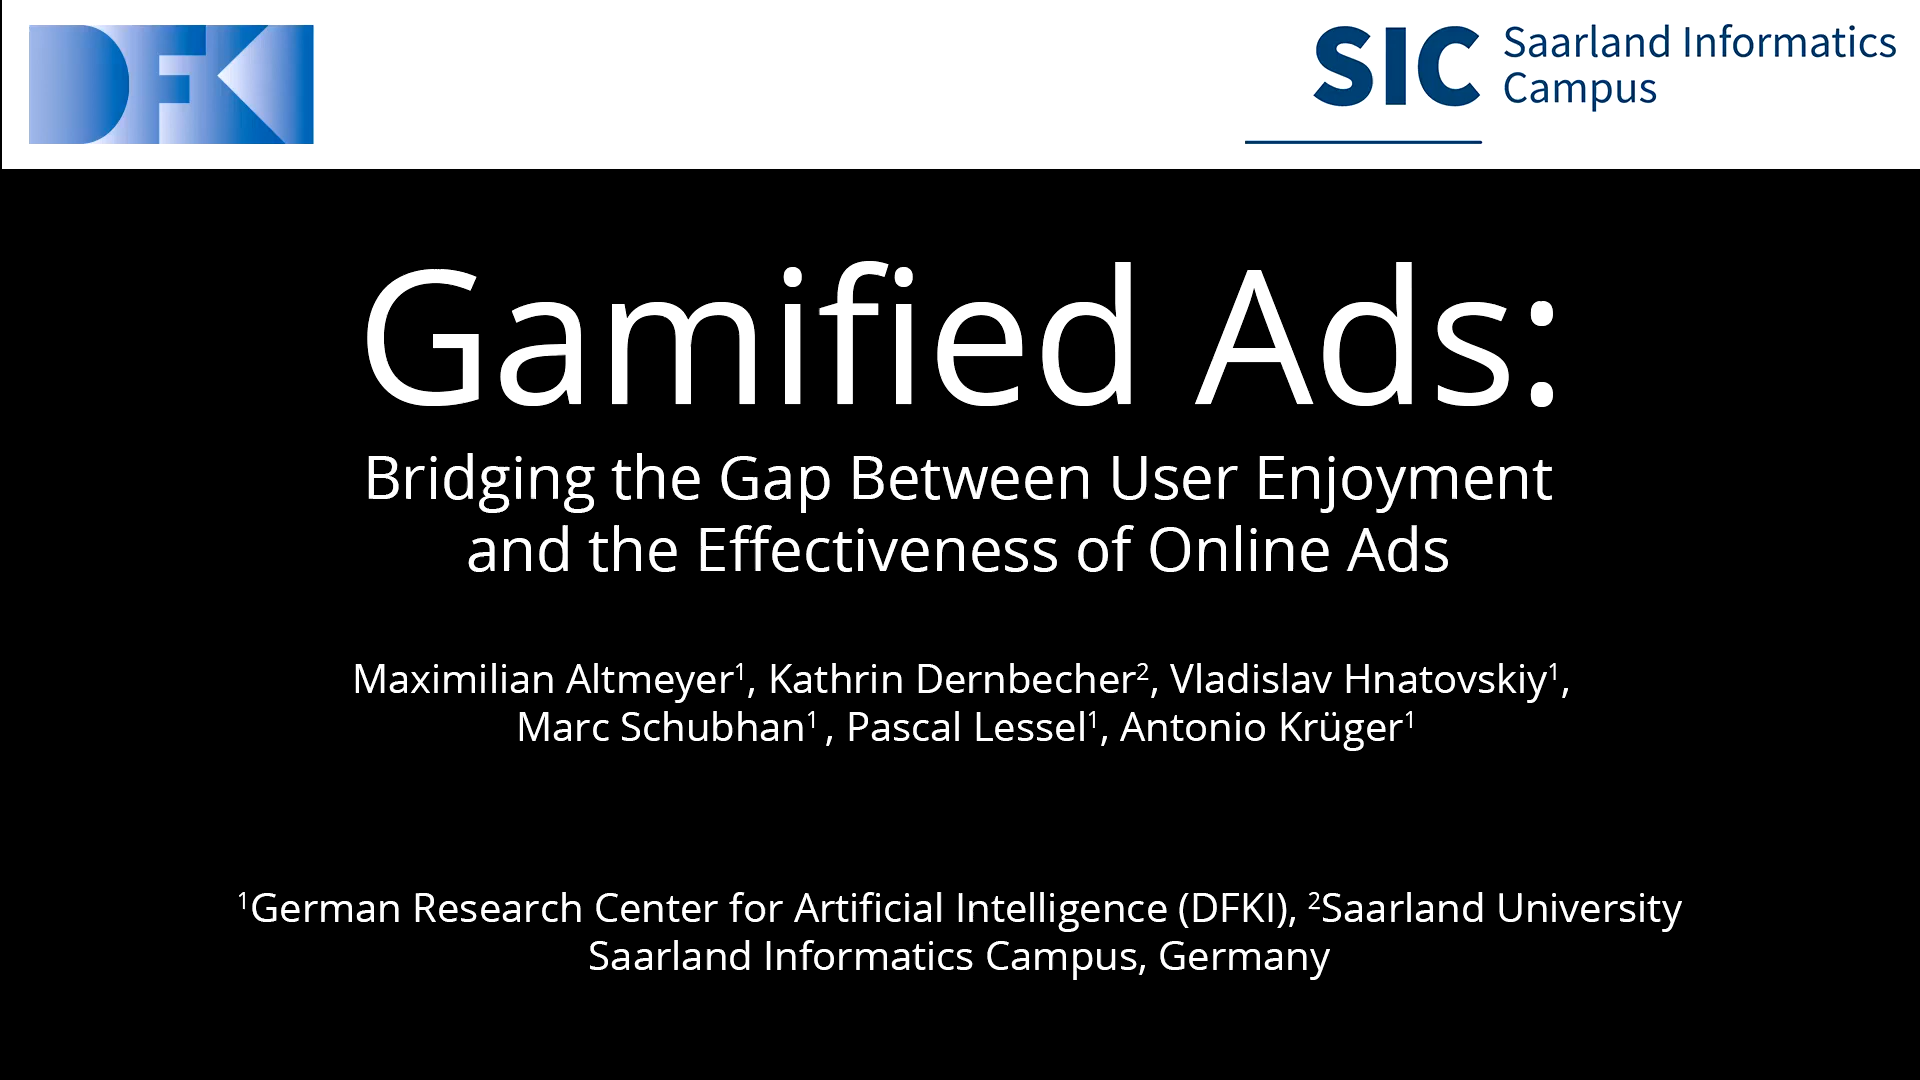 DFKI
SIC Saarland Informatics
Campus
Gamified Ads:
Bridging the Gap Between User Enjoyment
and the Effectiveness of Online Ads
Maximilian Altmeyer¹, Kathrin Dernbecher², Vladislav Hnatovskiy¹,
Marc Schubhan¹ , Pascal Lessel¹, Antonio Krüger¹
¹German Research Center for Artificial Intelligence (DFKI), ²Saarland University
Saarland Informatics Campus, Germany